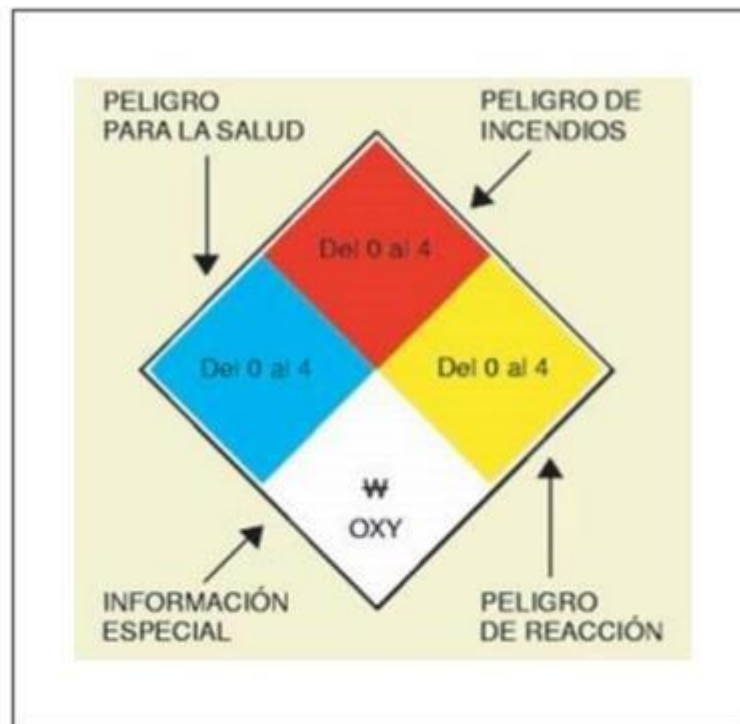 PELIGRO
PARA LA SALUD
PELIGRO DE
INCENDIOS
Del 0 al 4
Del 0 al 4
Del 0 al 4
W
OXY
INFORMACIÓN
ESPECIAL
PELIGRO
DE REACCIÓN